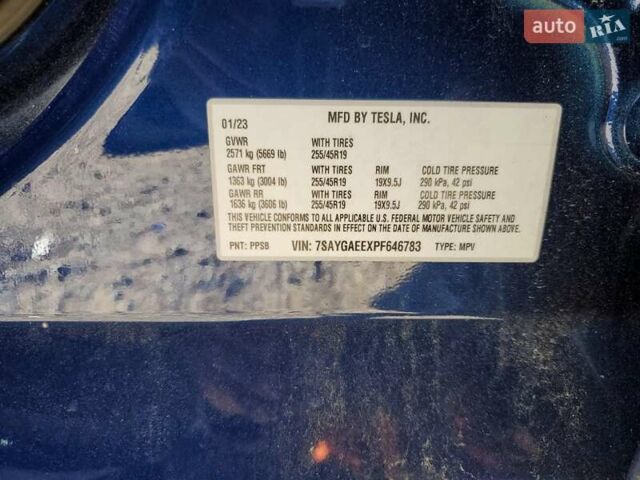 auto RIA.com
01/23 MFD BY TESLA, INC.
GVWR WITH TIRES
2571 kg (5669 lb) 255/45R19
GAWR FRT WITH TIRES RIM COLD TIRE PRESSURE
1363 kg (3004 lb) 255/45R19 19X9.5J 290 kPa, 42 psi
GAWR RR WITH TIRES RIM COLD TIRE PRESSURE
1636 kg (3606 lb) 255/45R19 19X9.5J 290 kPa, 42 psi
THIS VEHICLE CONFORMS TO ALL APPLICABLE U.S. FEDERAL MOTOR VEHICLE SAFETY AND
THEFT PREVENTION STANDARDS IN EFFECT ON THE DATE OF MANUFACTURE SHOWN ABOVE.
PNT: PPSB VIN: 7SAYGAEEXPF646783 TYPE: MPV